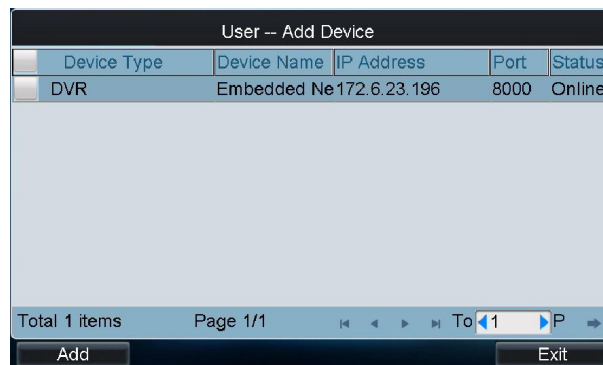 User -- Add Device
Device Type Device Name IP Address Port Status
DVR Embedded Ne 172.6.23.196 8000 Online
Total 1 items Page 1/1 To 1 P
Add Exit